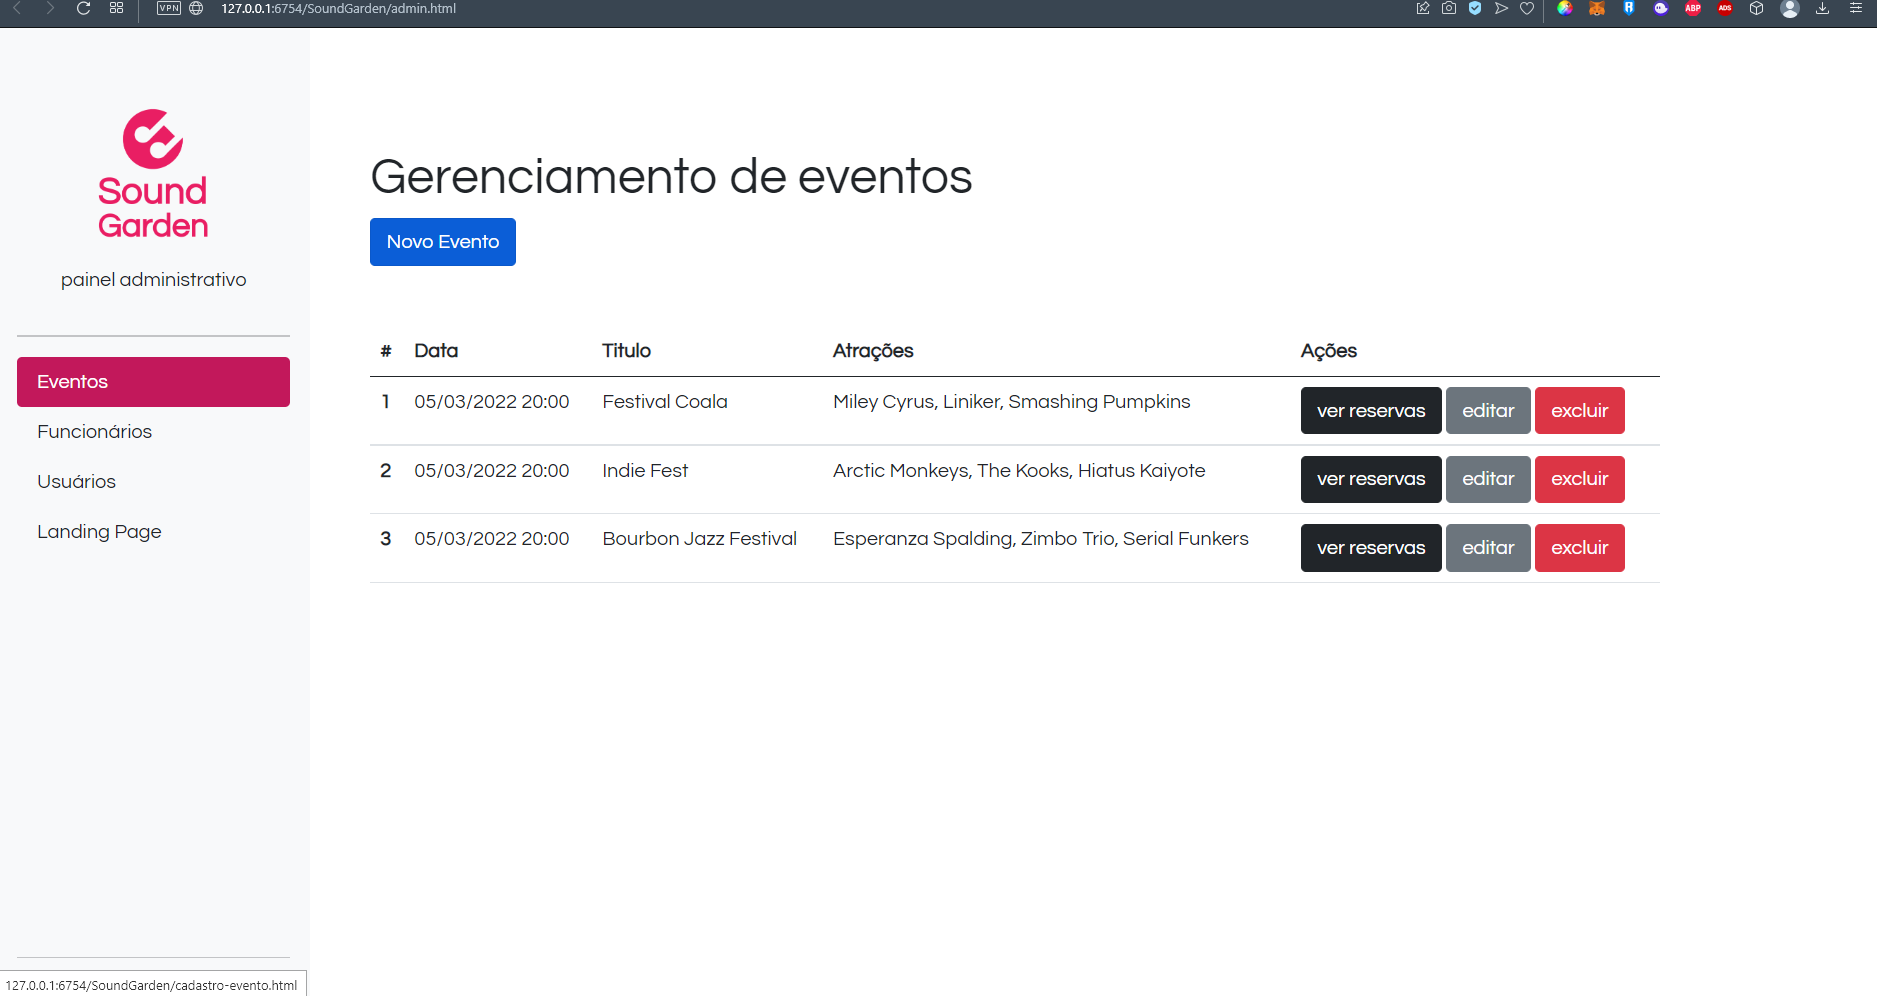 VPN 127.0.0.1:6754/SoundGarden/admin.html ABP ADS
Sound
Garden
painel administrativo
Eventos
Funcionários
Usuários
Landing Page
Gerenciamento de eventos
Novo Evento
# Data Titulo Atrações Ações
1 05/03/2022 20:00 Festival Coala Miley Cyrus, Liniker, Smashing Pumpkins ver reservas editar excluir
2 05/03/2022 20:00 Indie Fest Arctic Monkeys, The Kooks, Hiatus Kaiyote ver reservas editar excluir
3 05/03/2022 20:00 Bourbon Jazz Festival Esperanza Spalding, Zimbo Trio, Serial Funkers ver reservas editar excluir
127.0.0.1:6754/SoundGarden/cadastro-evento.html